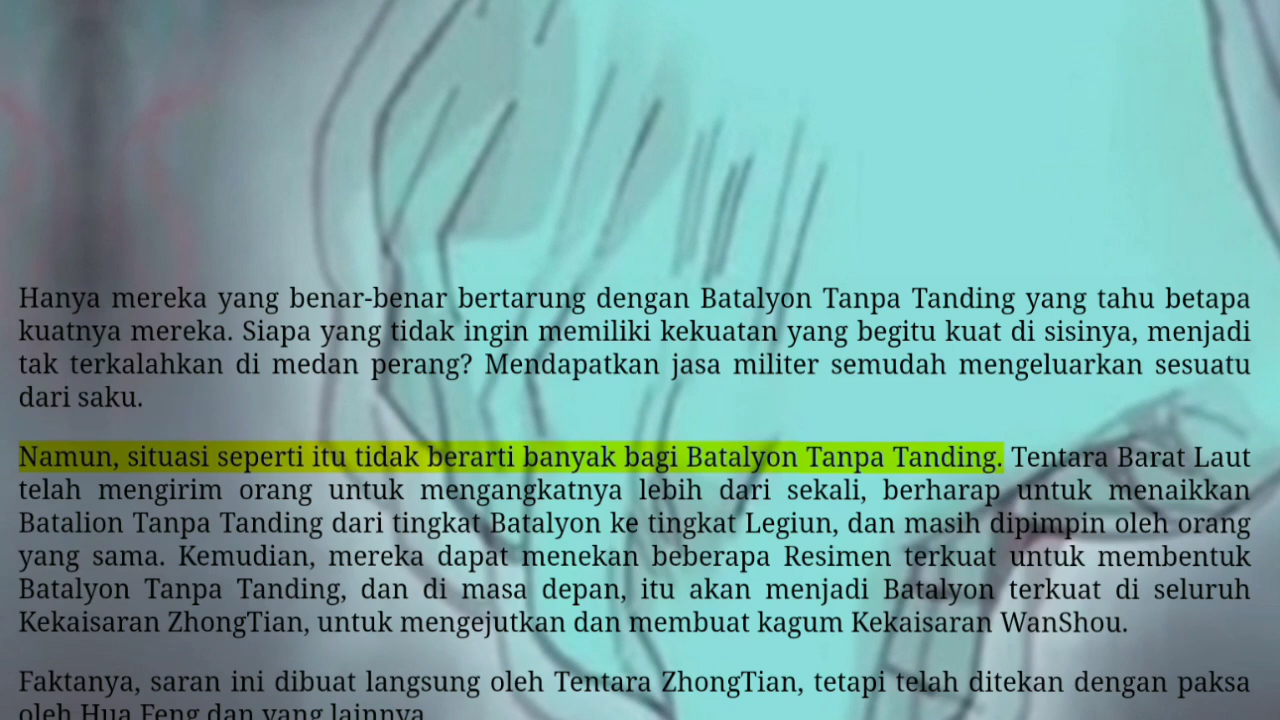 Hanya mereka yang benar-benar bertarung dengan Batalyon Tanpa Tanding yang tahu betapa
kuatnya mereka. Siapa yang tidak ingin memiliki kekuatan yang begitu kuat di sisinya, menjadi
tak terkalahkan di medan perang? Mendapatkan jasa militer semudah mengeluarkan sesuatu
dari saku.
Namun, situasi seperti itu tidak berarti banyak bagi Batalyon Tanpa Tanding. Tentara Barat Laut
telah mengirim orang untuk mengangkatnya lebih dari sekali, berharap untuk menaikkan
Batalion Tanpa Tanding dari tingkat Batalyon ke tingkat Legiun, dan masih dipimpin oleh orang
yang sama. Kemudian, mereka dapat menekan beberapa Resimen terkuat untuk membentuk
Batalyon Tanpa Tanding, dan di masa depan, itu akan menjadi Batalyon terkuat di seluruh
Kekaisaran ZhongTian, untuk mengejutkan dan membuat kagum Kekaisaran WanShou.
Faktanya, saran ini dibuat langsung oleh Tentara ZhongTian, tetapi telah ditekan dengan paksa
oleh Hua Feng dan yang lainnya.